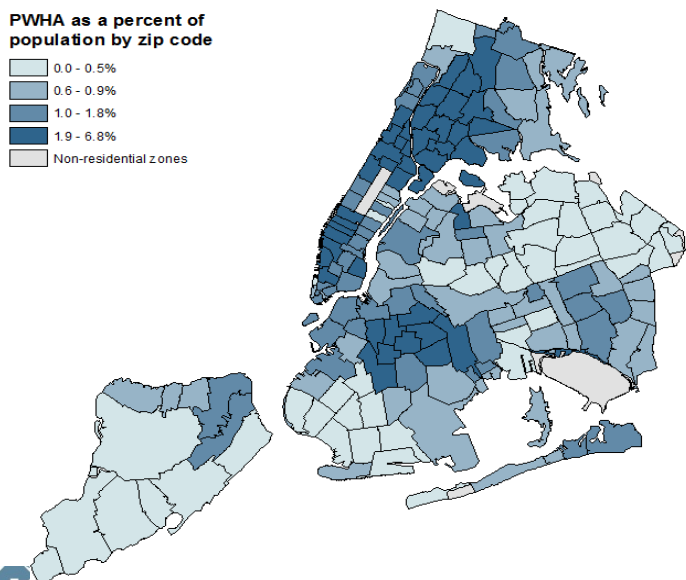 PWHA as a percent of
population by zip code
0.0 - 0.5%
0.6 - 0.9%
1.0 - 1.8%
1.9 - 6.8%
Non-residential zones